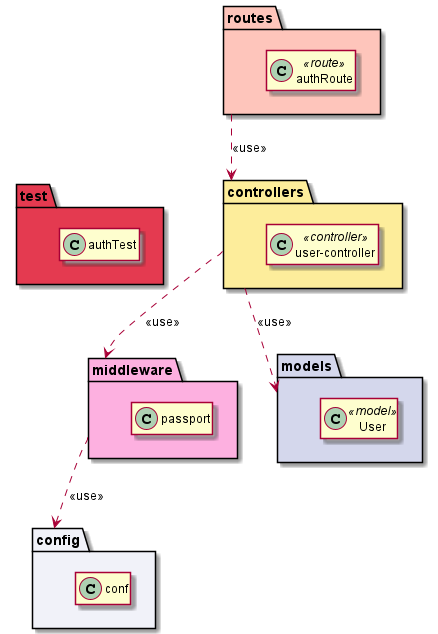 routes
C
«route»
authRoute
«use»
test
C
authTest
controllers
C
«controller»
user-controller
«use»
«use»
middleware
C
passport
models
C
«model»
User
«use»
config
C
conf